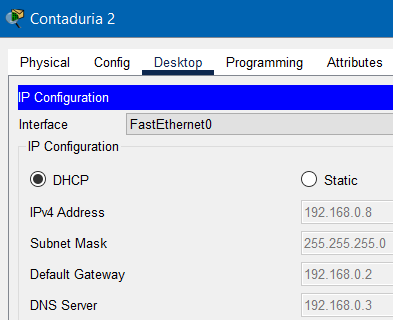 Contaduria 2
Physical Config Desktop Programming Attributes
IP Configuration
Interface FastEthernet0
IP Configuration
DHCP Static
IPv4 Address 192.168.0.8
Subnet Mask 255.255.255.0
Default Gateway 192.168.0.2
DNS Server 192.168.0.3